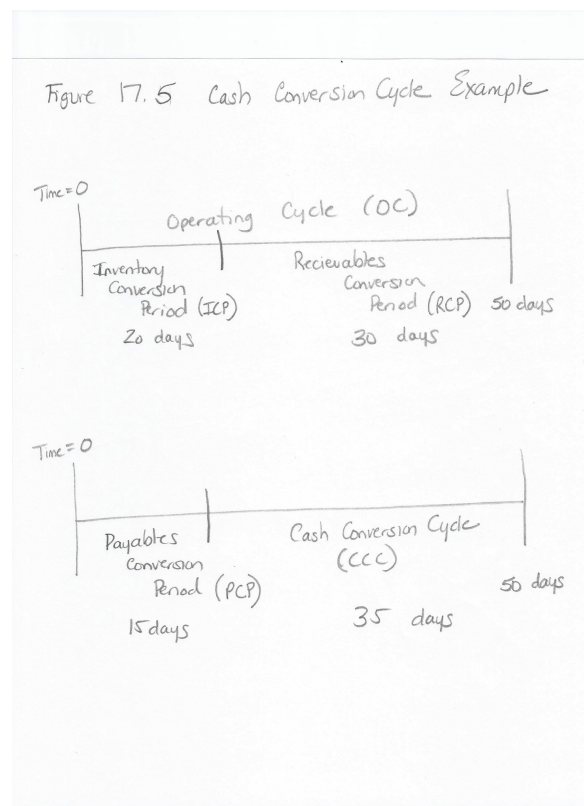 Figure 17.5 Cash Conversion Cycle Example
Time=0
Operating Cycle (OC)
Inventory
Conversion
Period (ICP)
20 days
Recievables
Conversion
Period (RCP)
30 days
50 days
Time=0
Payables
Conversion
Period (PCP)
15 days
Cash Conversion Cycle
(CCC)
35 days
50 days